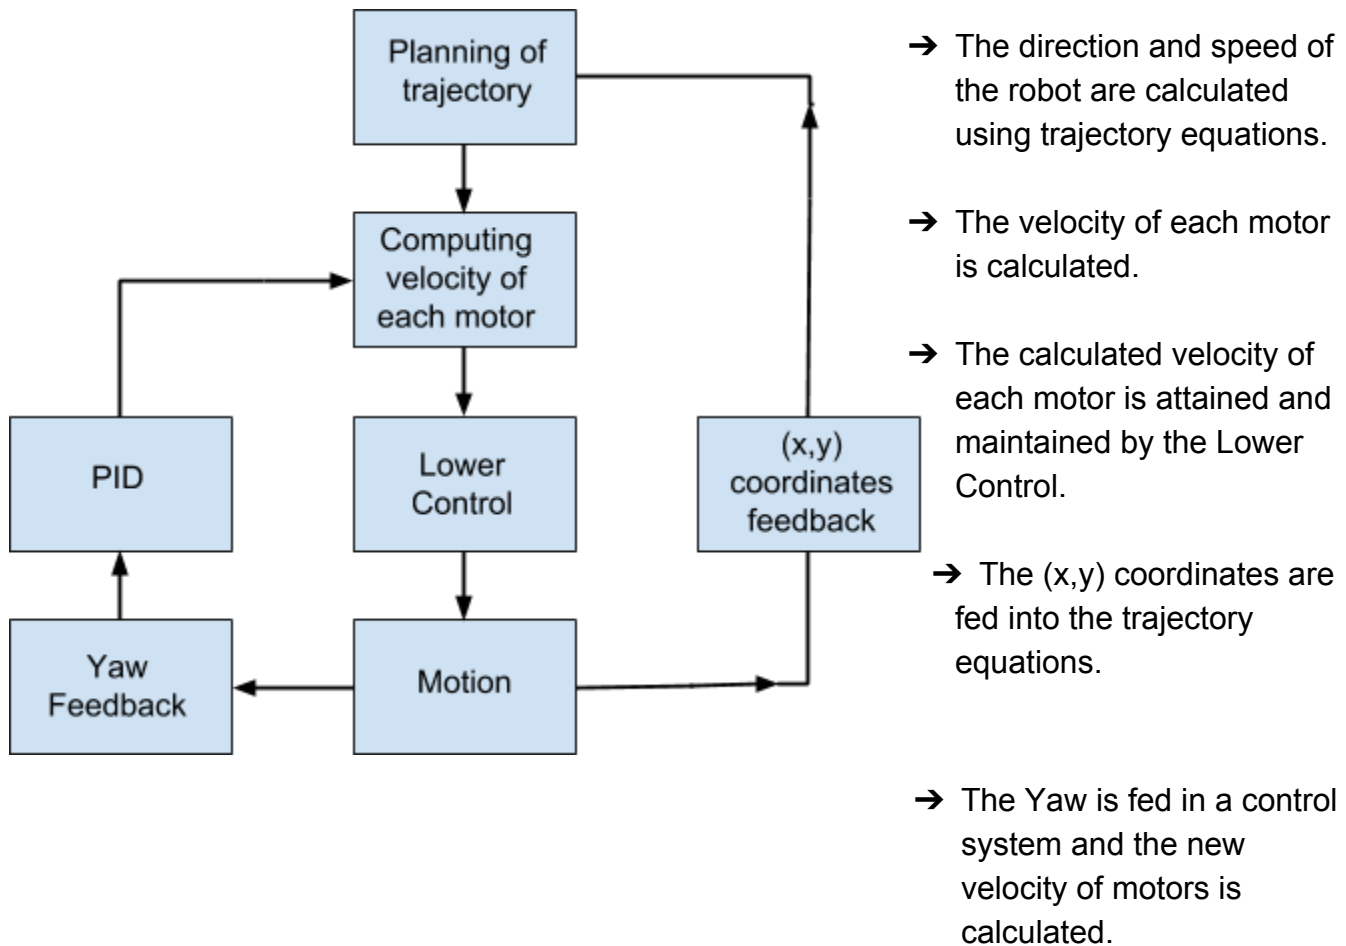 Planning of
trajectory
Computing
velocity of
each motor
PID
Lower
Control
(x,y)
coordinates
feedback
Yaw
Feedback
Motion
➔ The direction and speed of
the robot are calculated
using trajectory equations.
➔ The velocity of each motor
is calculated.
➔ The calculated velocity of
each motor is attained and
maintained by the Lower
Control.
➔ The (x,y) coordinates are
fed into the trajectory
equations.
➔ The Yaw is fed in a control
system and the new
velocity of motors is
calculated.